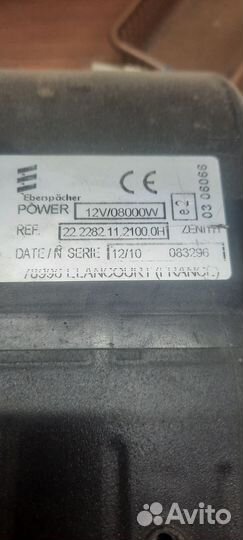 Eberspächer
CE
POWER 12V/08000W
e2
03 06066
REF. 22.2282.11.2100.0H ZENITH
DATE/N SERIE 12/10 083296
78990 ELANCOURT (FRANCE)
Avito